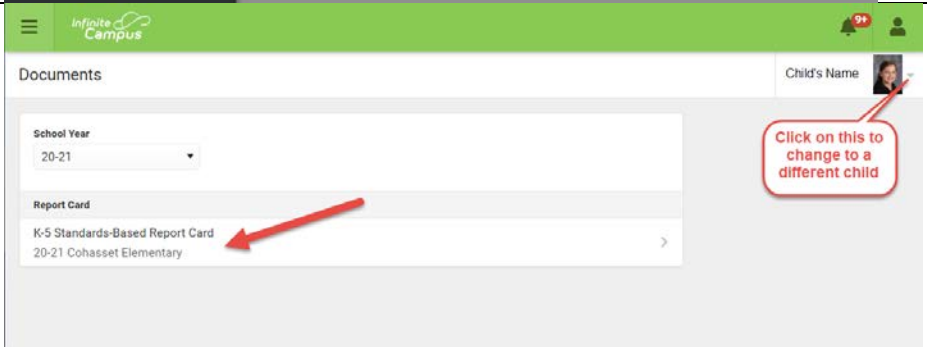 Infinite
Campus
9+
Documents
Child's Name
School Year
20-21
Click on this to
change to a
different child
Report Card
K-5 Standards-Based Report Card
20-21 Cohasset Elementary